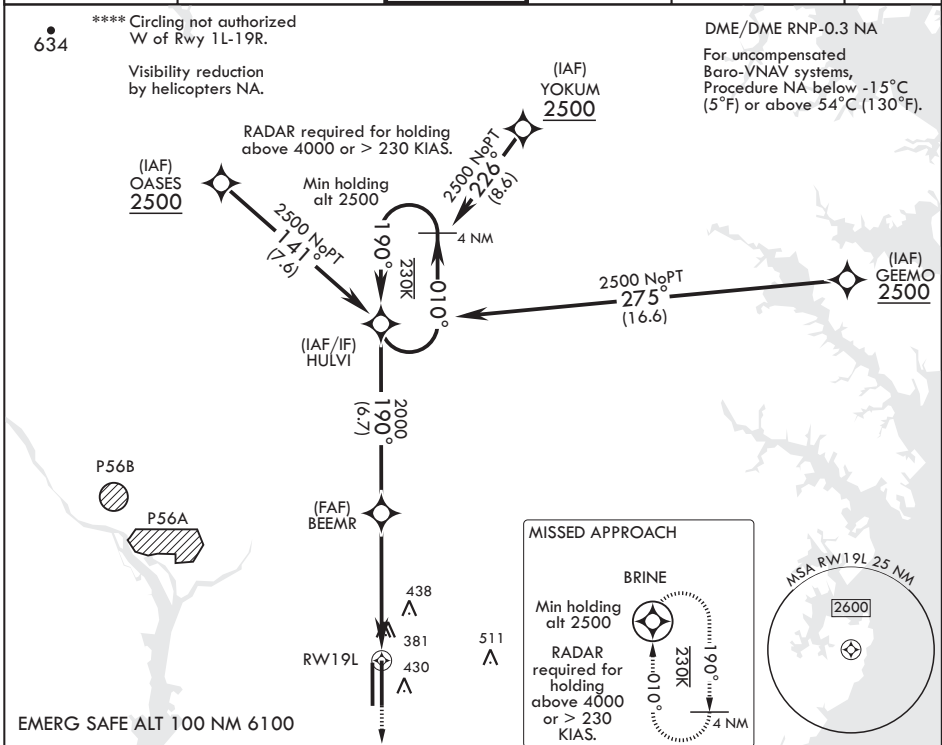 634
**** Circling not authorized
W of Rwy 1L-19R.
Visibility reduction
by helicopters NA.
DME/DME RNP-0.3 NA
For uncompensated
Baro-VNAV systems,
Procedure NA below -15°C
(5°F) or above 54°C (130°F).
(IAF)
YOKUM
2500
RADAR required for holding
above 4000 or > 230 KIAS.
2500 NoPT
226°
(8.6)
(IAF)
OASES
2500
Min holding
alt 2500
2500 NoPT
141°
(7.6)
190°
230K
010°
4 NM
2500 NoPT
275°
(16.6)
(IAF)
GEEMO
2500
(IAF/IF)
HULVI
2000
190°
(6.7)
P56B
P56A
(FAF)
BEEMR
438
381
511
RW19L
430
MISSED APPROACH
BRINE
Min holding
alt 2500
RADAR
required for
holding
above 4000
or > 230
KIAS.
010°
230K
190°
4 NM
MSA RW19L 25 NM
2600
EMERG SAFE ALT 100 NM 6100